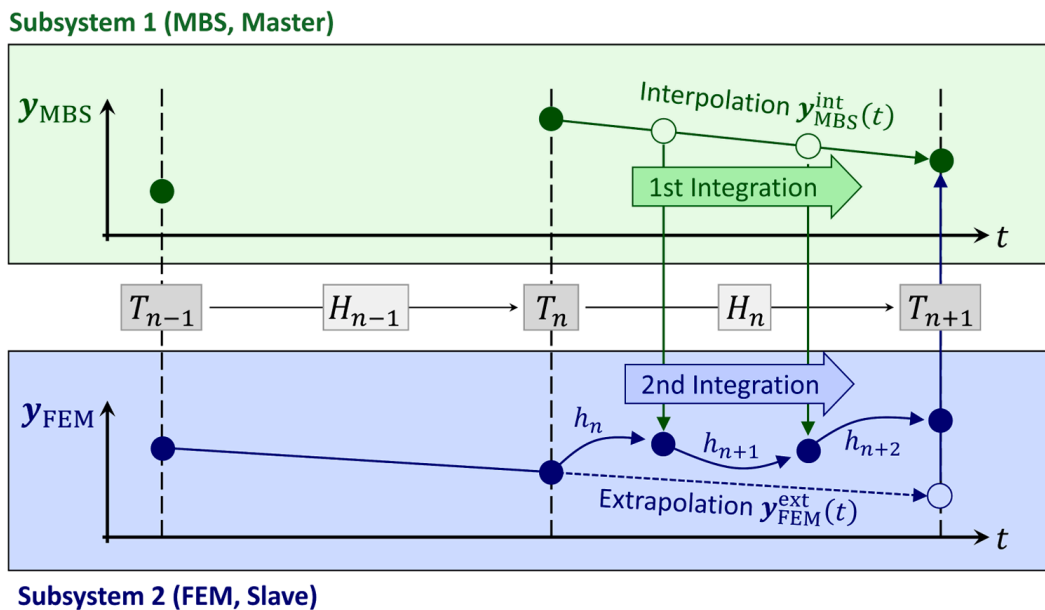 Subsystem 1 (MBS, Master)
y_MBS
Interpolation y_MBS^int(t)
1st Integration
t
T_{n-1}
H_{n-1}
T_n
H_n
T_{n+1}
2nd Integration
y_FEM
h_n
h_{n+1}
h_{n+2}
Extrapolation y_FEM^ext(t)
t
Subsystem 2 (FEM, Slave)